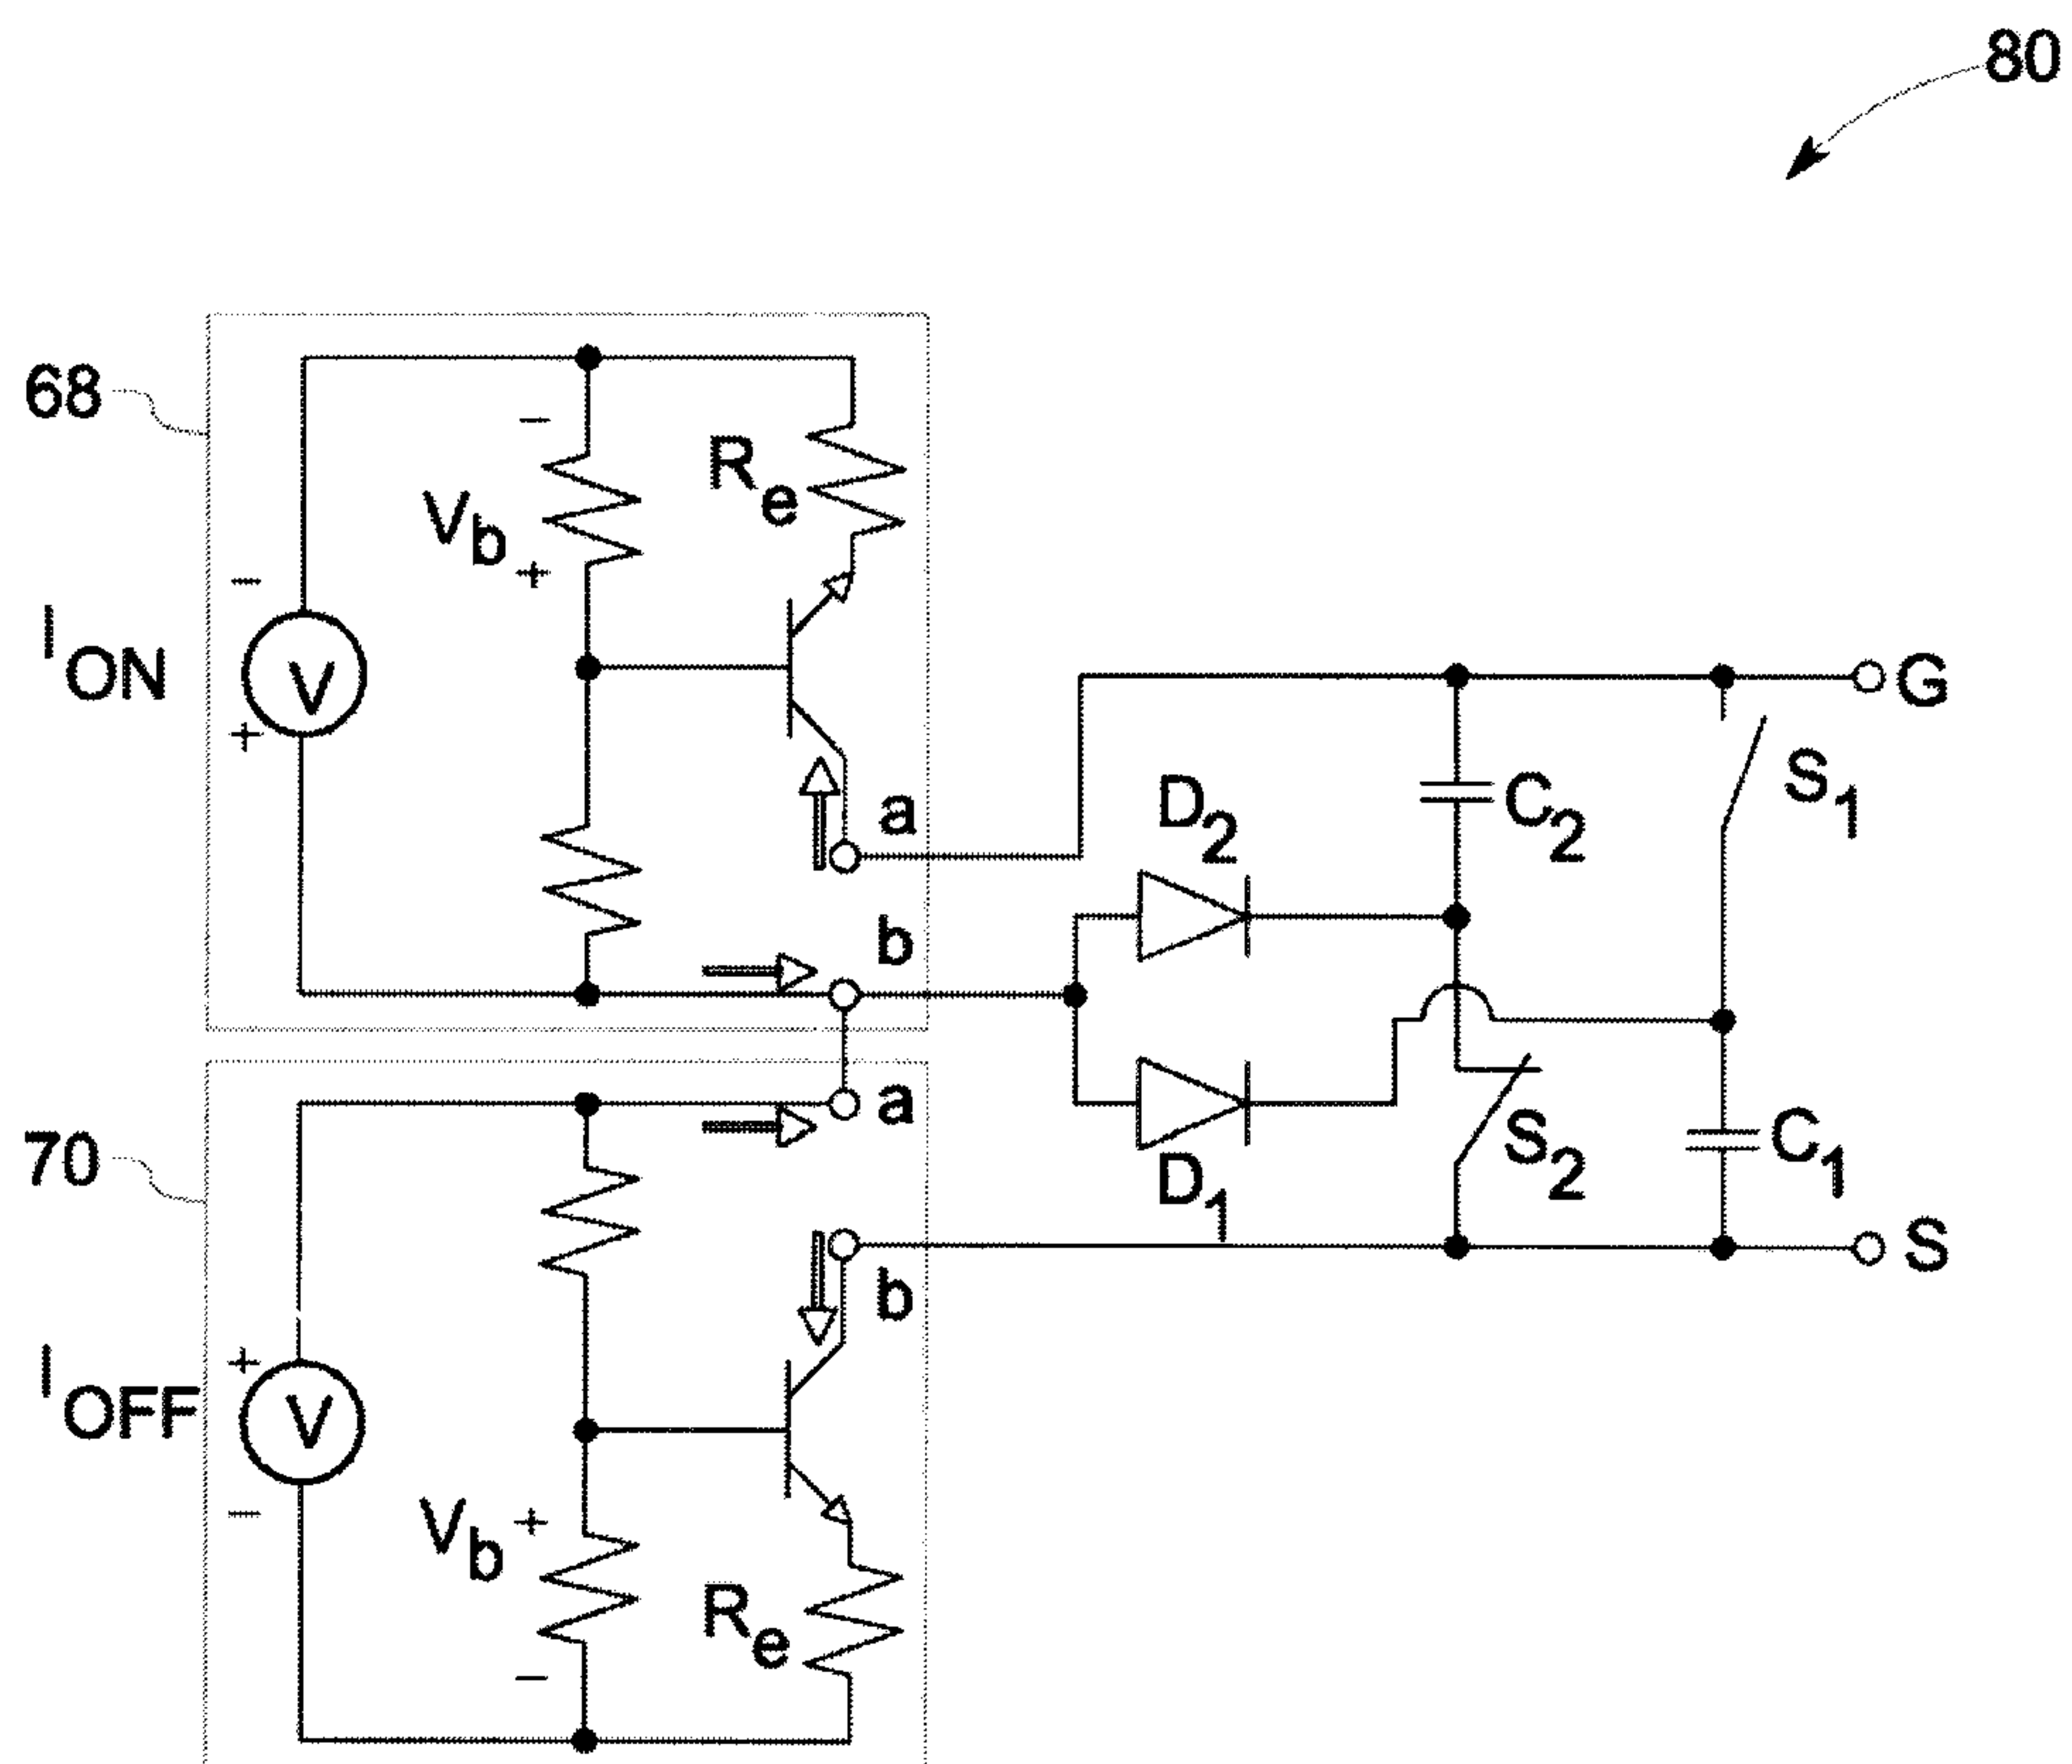 80
68
−
Vb
+
Re
−
ION
V
+
a
b
G
S1
C2
D2
D1
S2
C1
S
70
a
b
IOFF
+
V
−
Vb
+
−
Re